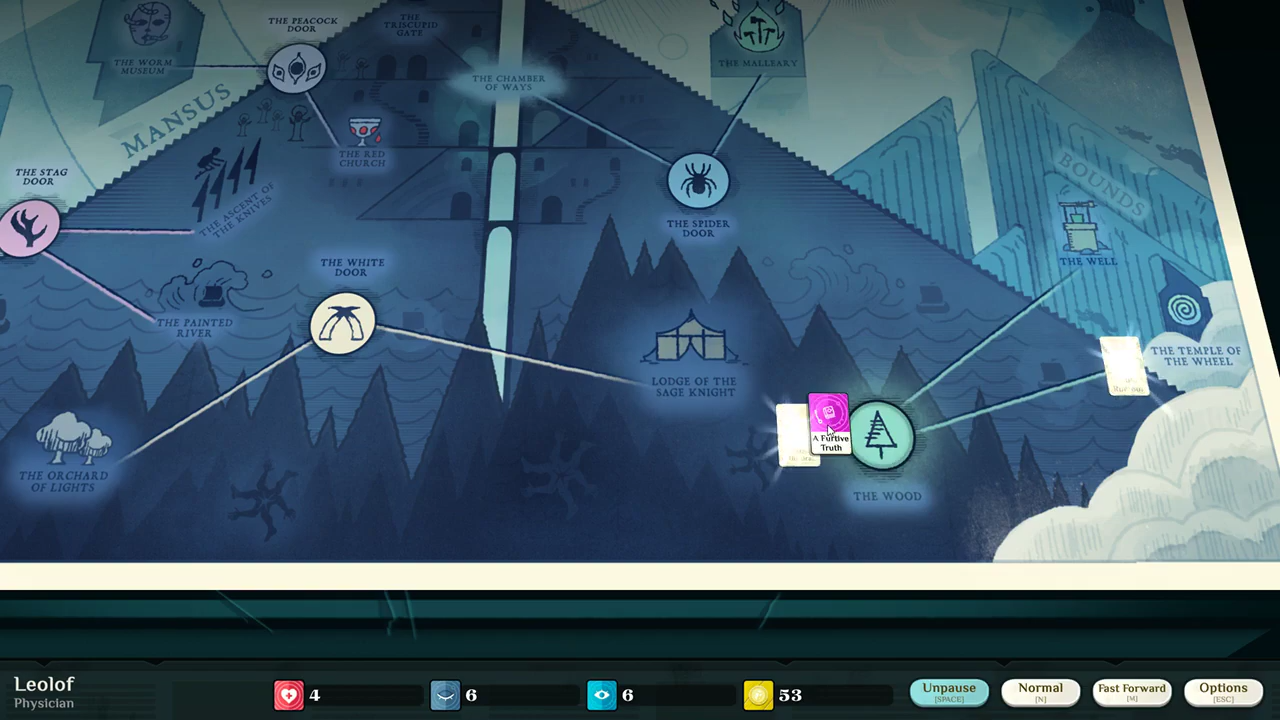 THE PEACOCK
DOOR
THE
TRISCUPID
GATE
THE WORM
MUSEUM
THE CHAMBER
OF WAYS
THE MALLEARY
MANSUS
THE RED
CHURCH
THE STAG
DOOR
THE ASCENT OF
THE KNIVES
THE SPIDER
DOOR
BOUNDS
THE WELL
THE WHITE
DOOR
THE PAINTED
RIVER
THE TEMPLE OF
THE WHEEL
LODGE OF THE
SAGE KNIGHT
A Furtive
Truth
THE ORCHARD
OF LIGHTS
THE WOOD
Leolof
Physician
4
6
6
53
Unpause
[SPACE]
Normal
[N]
Fast Forward
[M]
Options
[ESC]